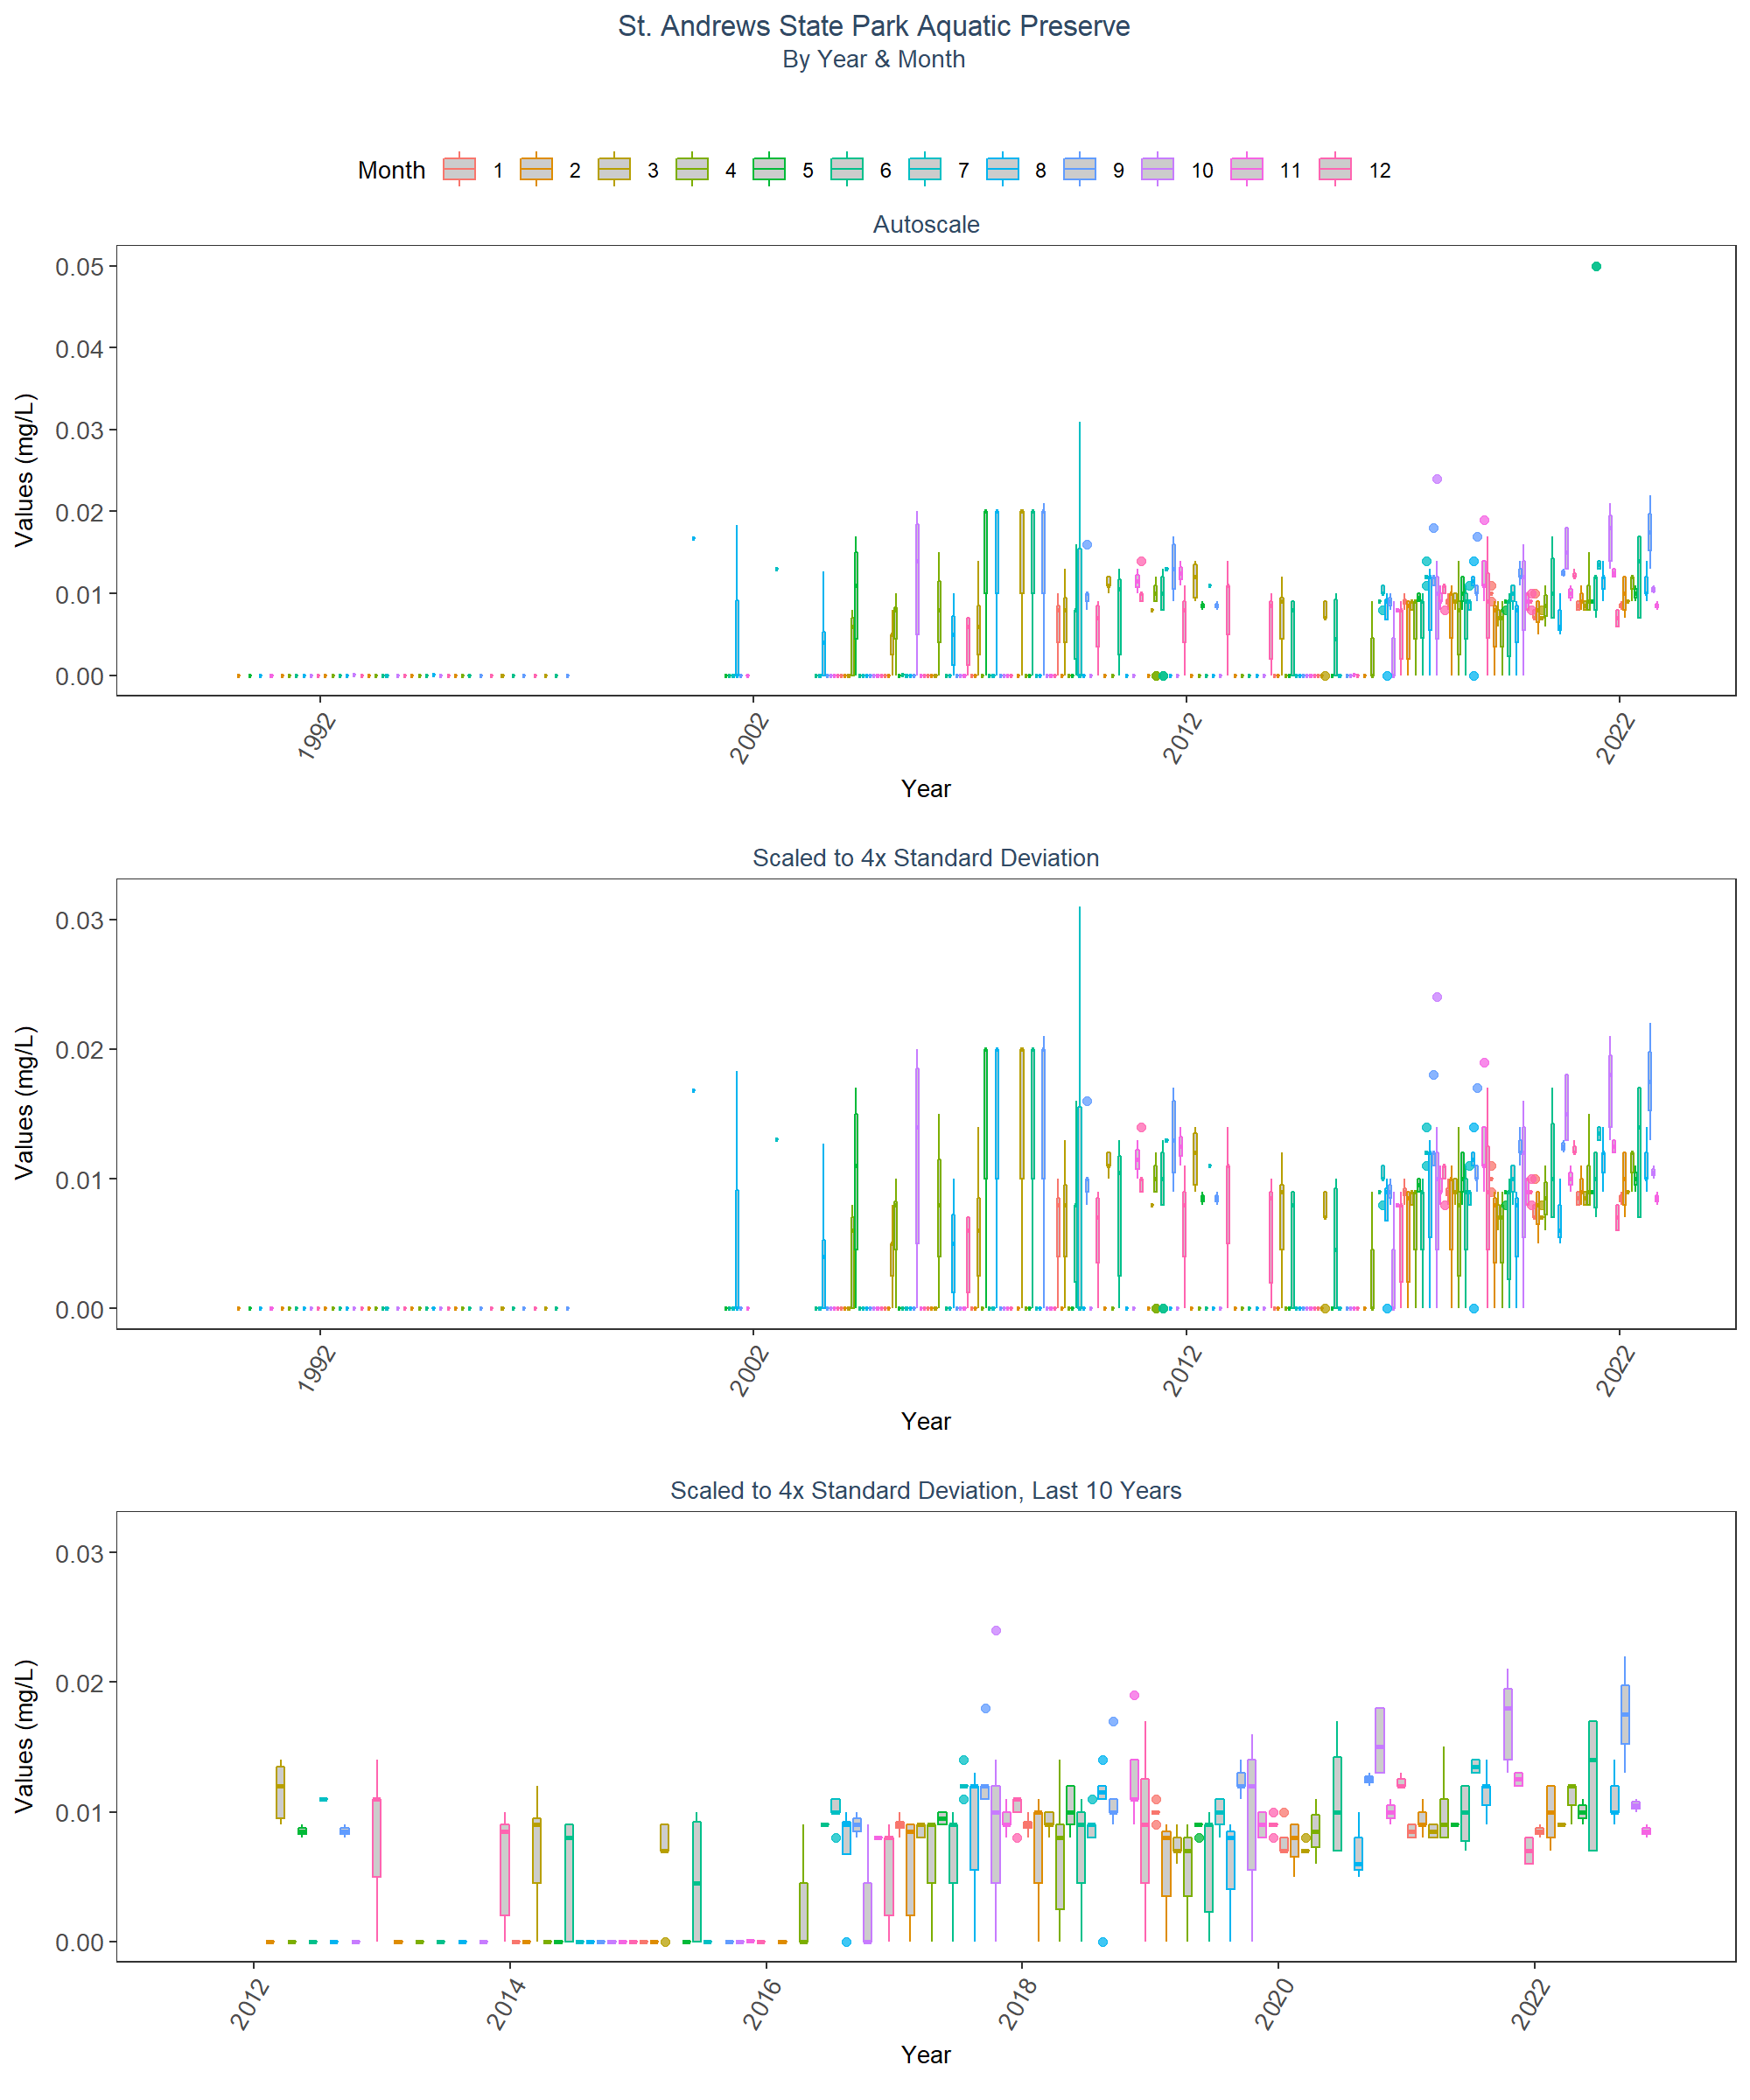 St. Andrews State Park Aquatic Preserve
By Year & Month
Month 1 2 3 4 5 6 7 8 9 10 11 12
Autoscale
0.05
0.04
0.03
0.02
0.01
0.00
Values (mg/L)
1992 2002 2012 2022
Year
Scaled to 4x Standard Deviation
0.03
0.02
0.01
0.00
Values (mg/L)
1992 2002 2012 2022
Year
Scaled to 4x Standard Deviation, Last 10 Years
0.03
0.02
0.01
0.00
Values (mg/L)
2012 2014 2016 2018 2020 2022
Year